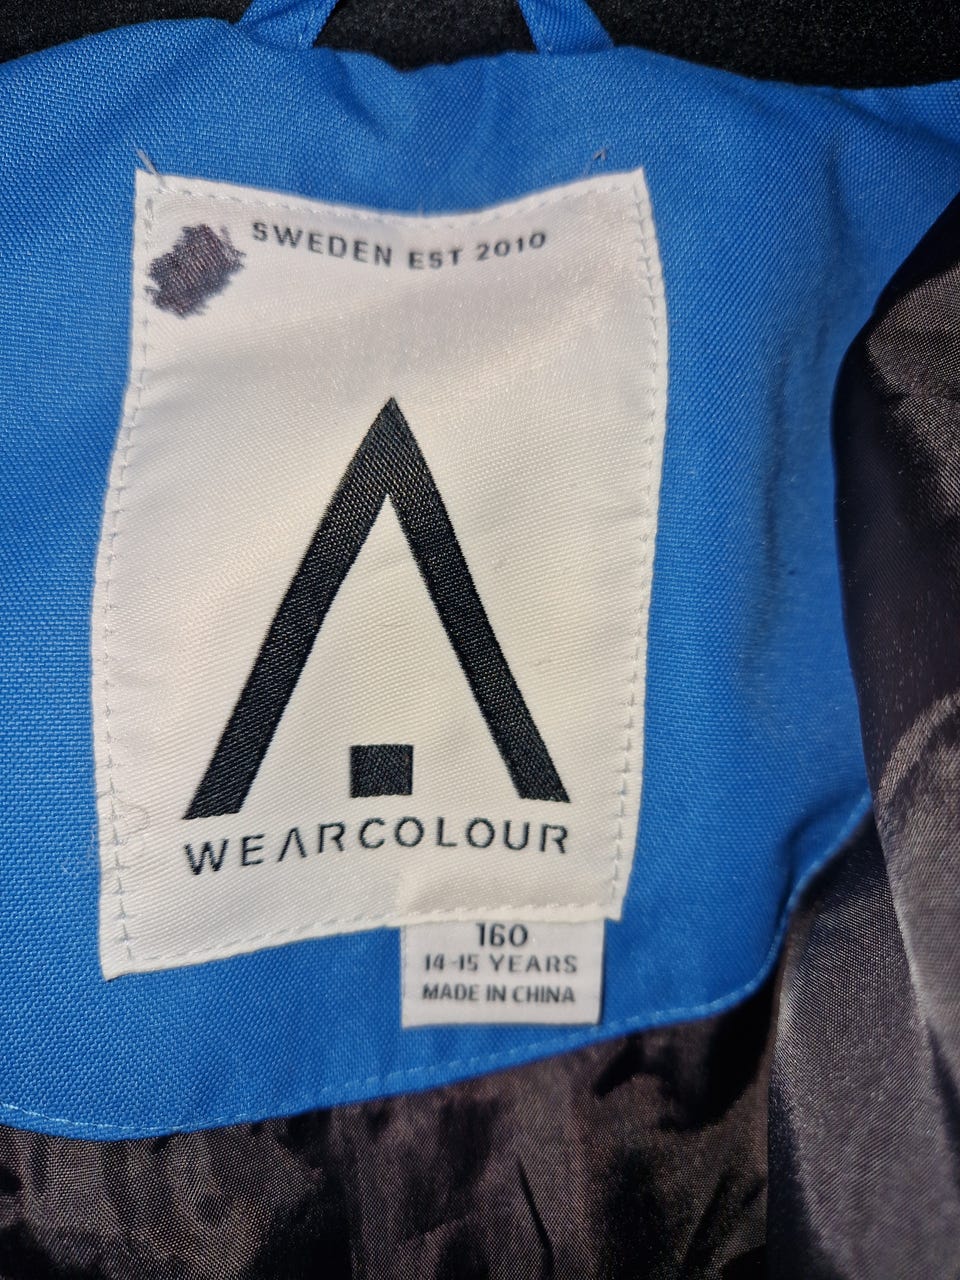 SWEDEN EST 2010
WEARCOLOUR
160
14-15 YEARS
MADE IN CHINA